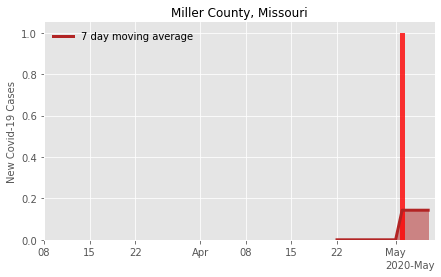 Miller County, Missouri
7 day moving average
New Covid-19 Cases
1.0
0.8
0.6
0.4
0.2
0.0
08 15 22 Apr 08 15 22 May
2020-May